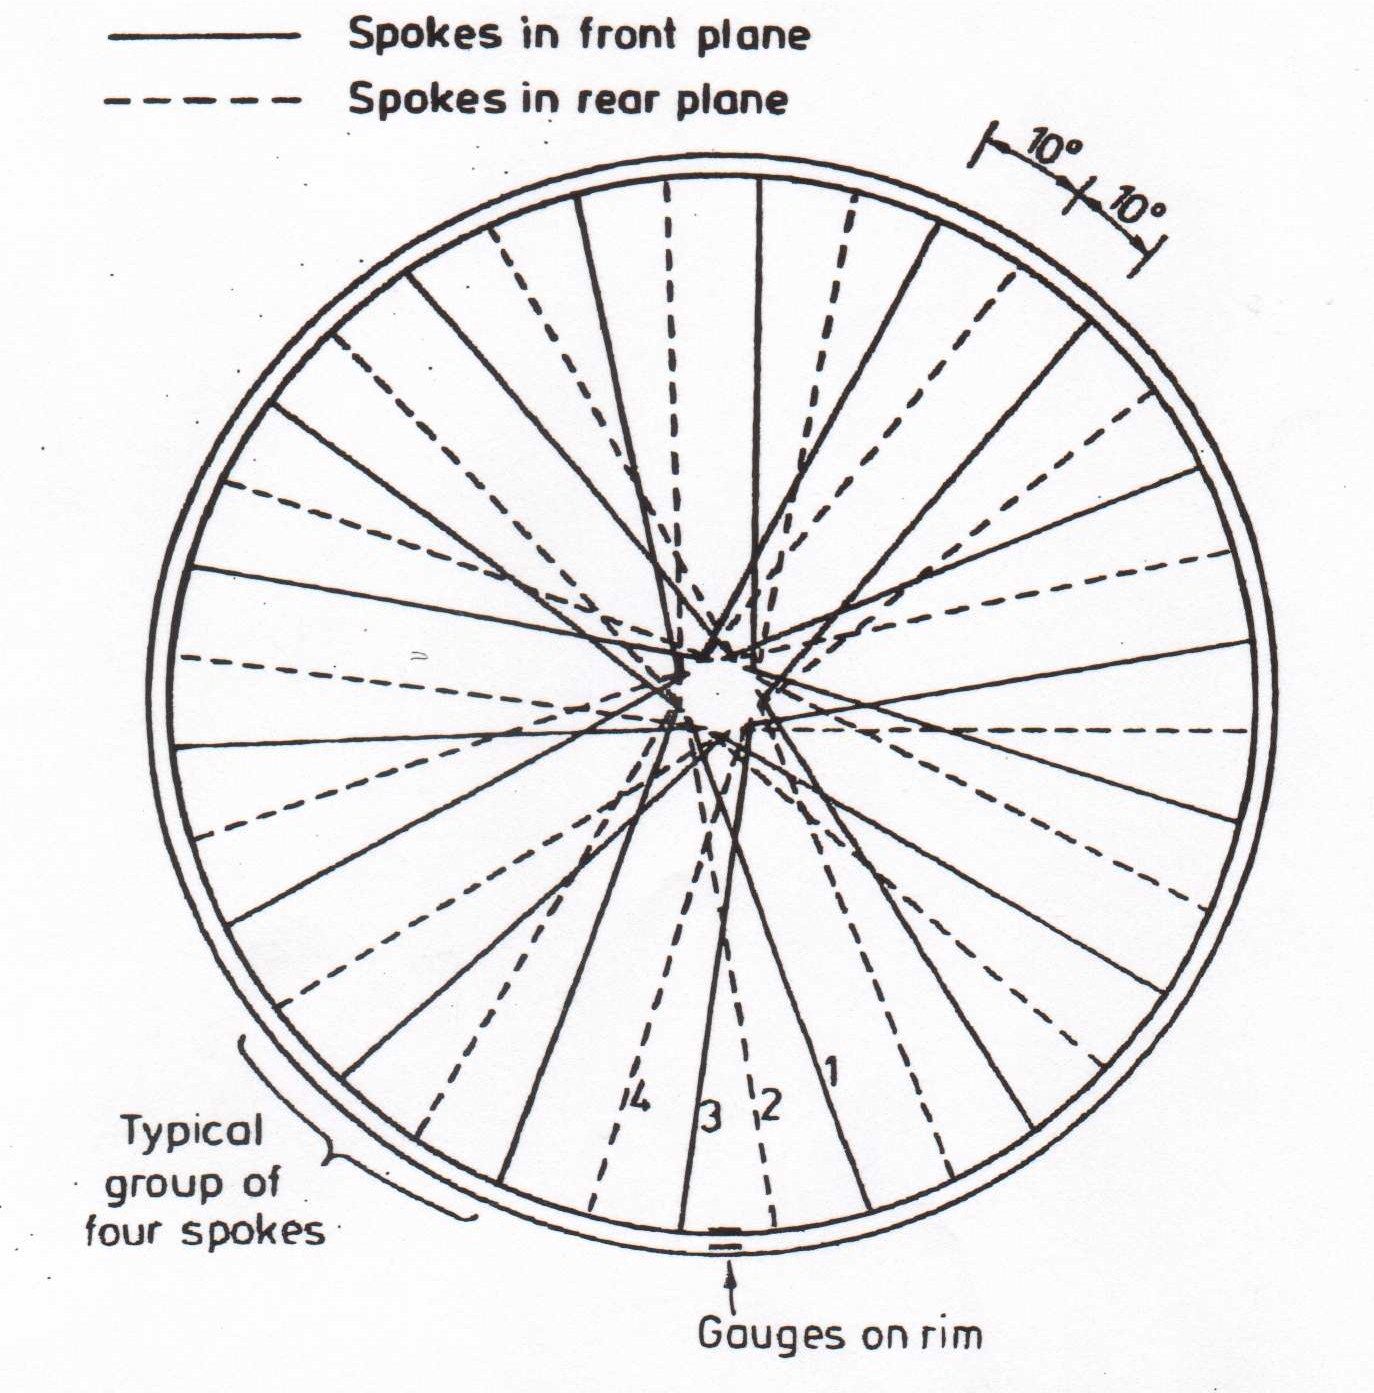 Spokes in front plane
Spokes in rear plane
10°
10°
4
3
2
1
Typical
group of
four spokes
Gauges on rim